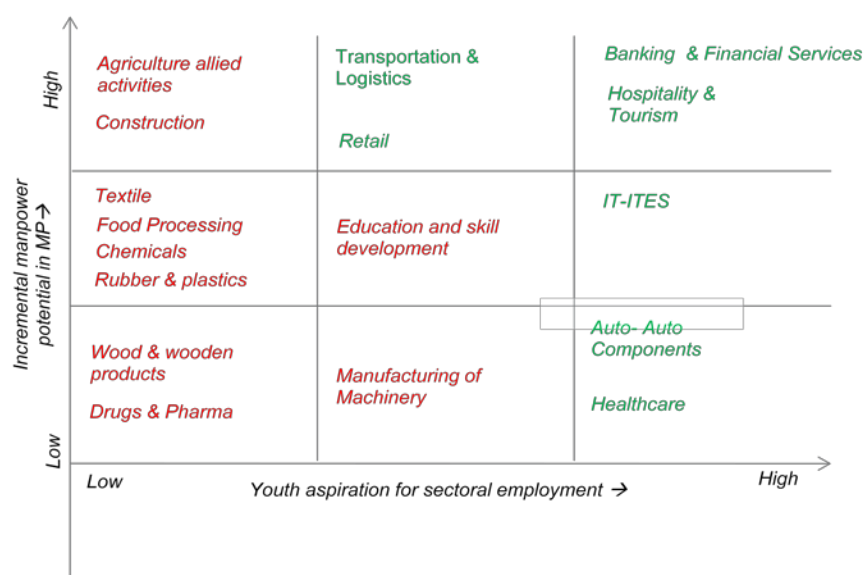 High
Incremental manpower
potential in MP→
Low
Agriculture allied
activities
Construction
Transportation &
Logistics
Retail
Banking & Financial Services
Hospitality &
Tourism
Textile
Food Processing
Chemicals
Rubber & plastics
Education and skill
development
IT-ITES
Wood & wooden
products
Drugs & Pharma
Manufacturing of
Machinery
Auto- Auto
Components
Healthcare
Low
Youth aspiration for sectoral employment →
High